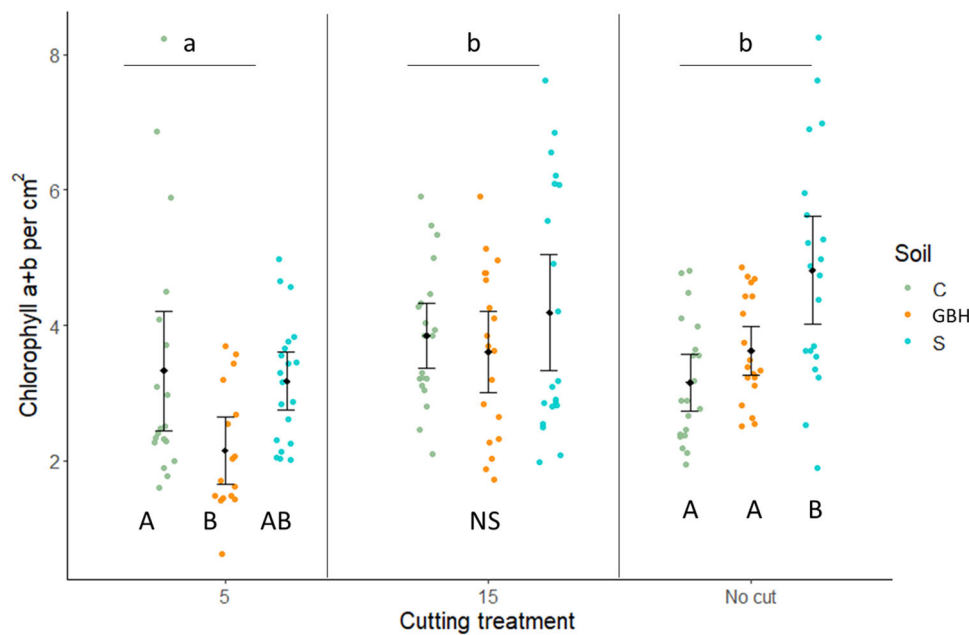 a
b
b
8
6
4
2
Chlorophyll a+b per cm²
A B AB
NS
A A B
5 15 No cut
Cutting treatment
Soil
C
GBH
S